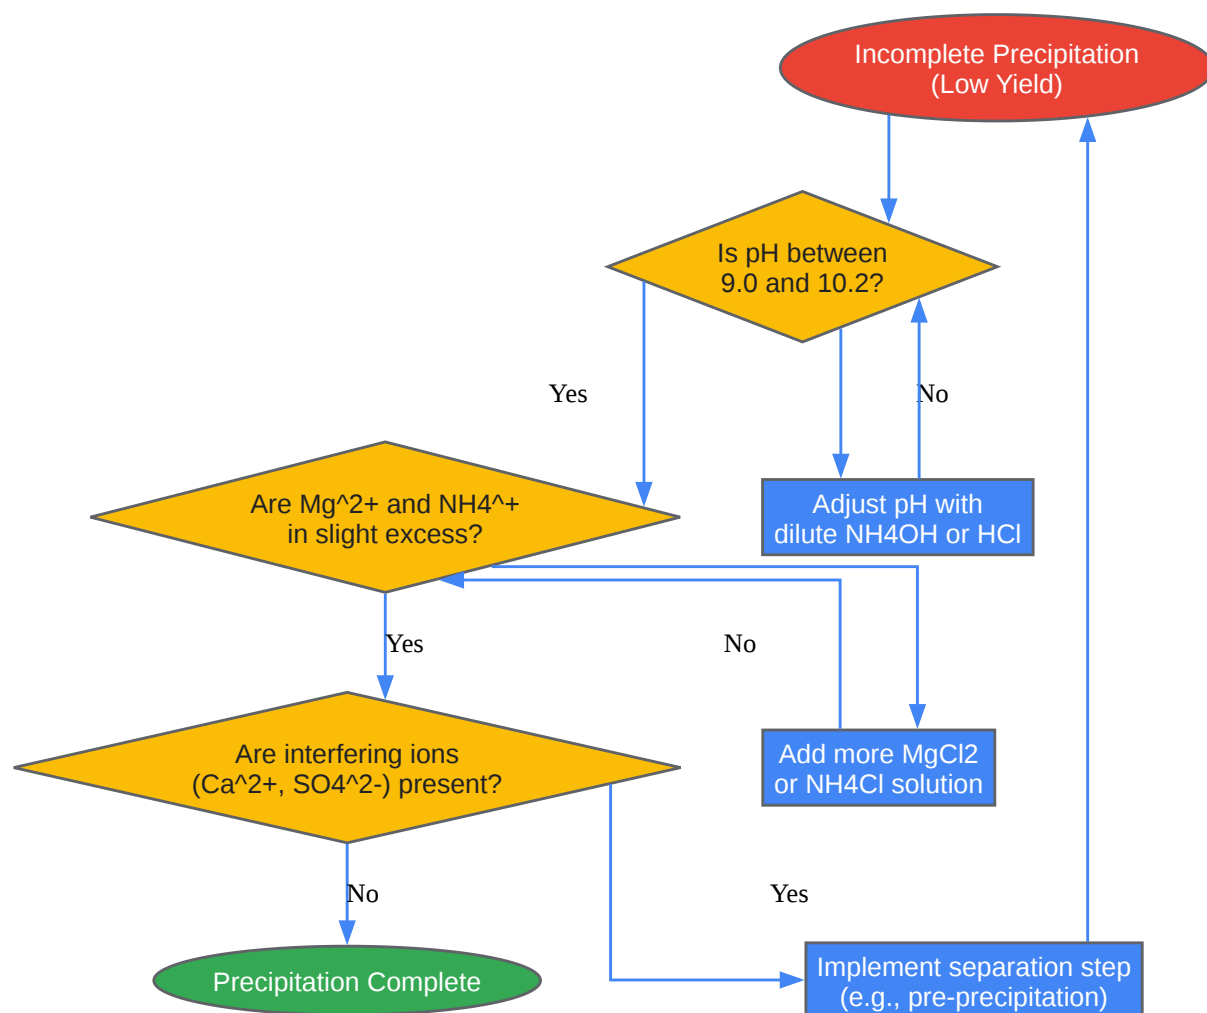 Incomplete Precipitation
(Low Yield)
Is pH between
9.0 and 10.2?
Yes
No
Are Mg^2+ and NH4^+
in slight excess?
Adjust pH with
dilute NH4OH or HCl
Yes
No
Are interfering ions
(Ca^2+, SO4^2-) present?
Add more MgCl2
or NH4Cl solution
No
Yes
Precipitation Complete
Implement separation step
(e.g., pre-precipitation)